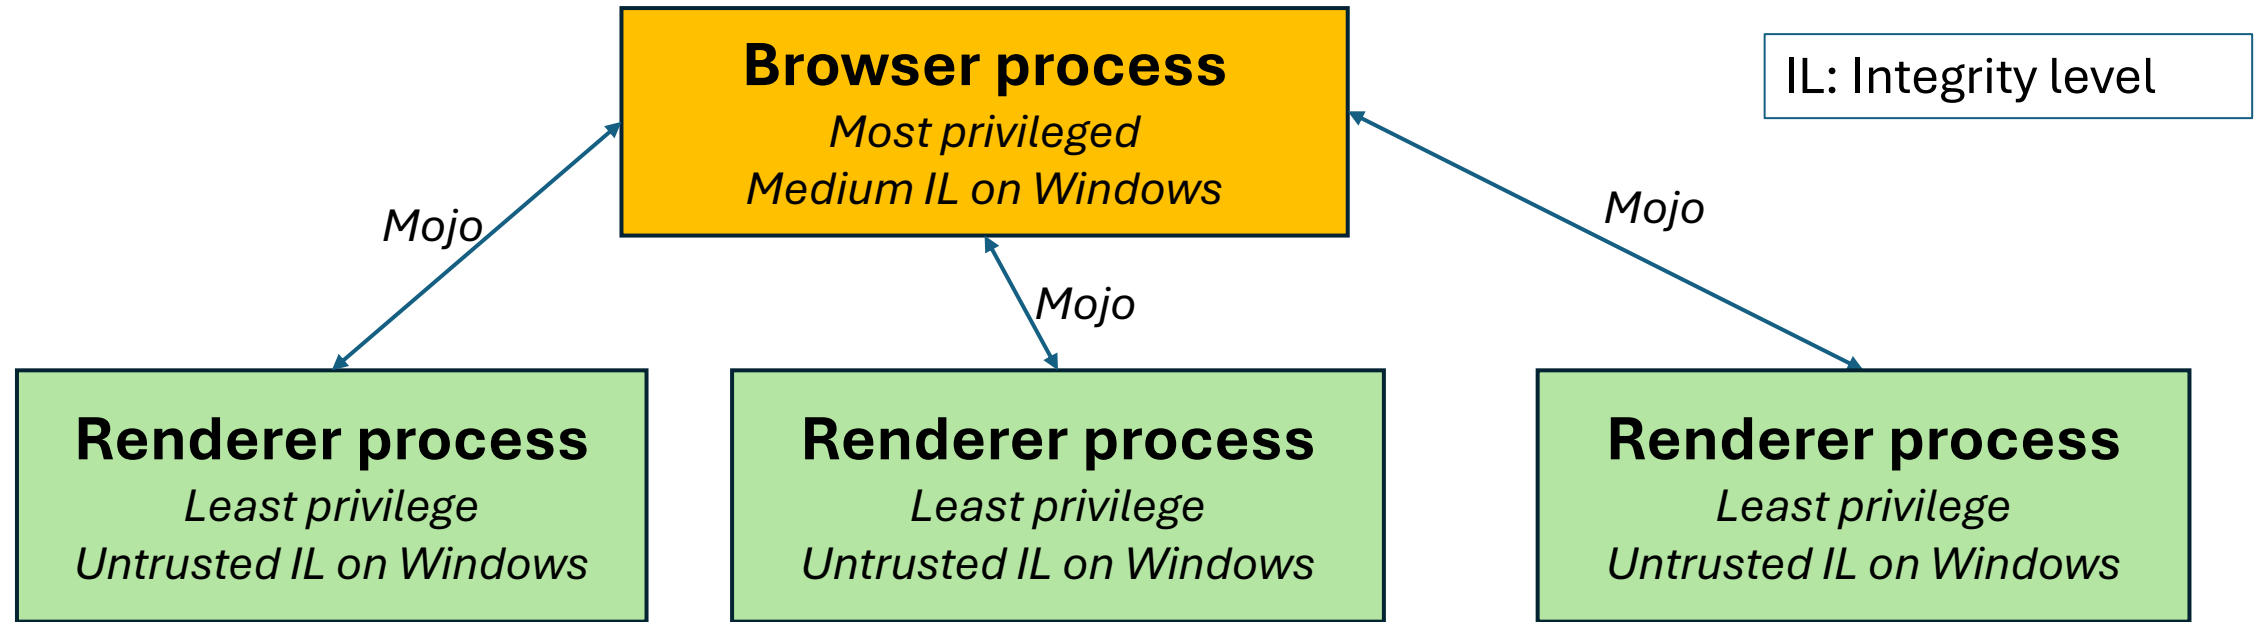 Browser process
Most privileged
Medium IL on Windows
IL: Integrity level
Mojo
Mojo
Mojo
Renderer process
Least privilege
Untrusted IL on Windows
Renderer process
Least privilege
Untrusted IL on Windows
Renderer process
Least privilege
Untrusted IL on Windows